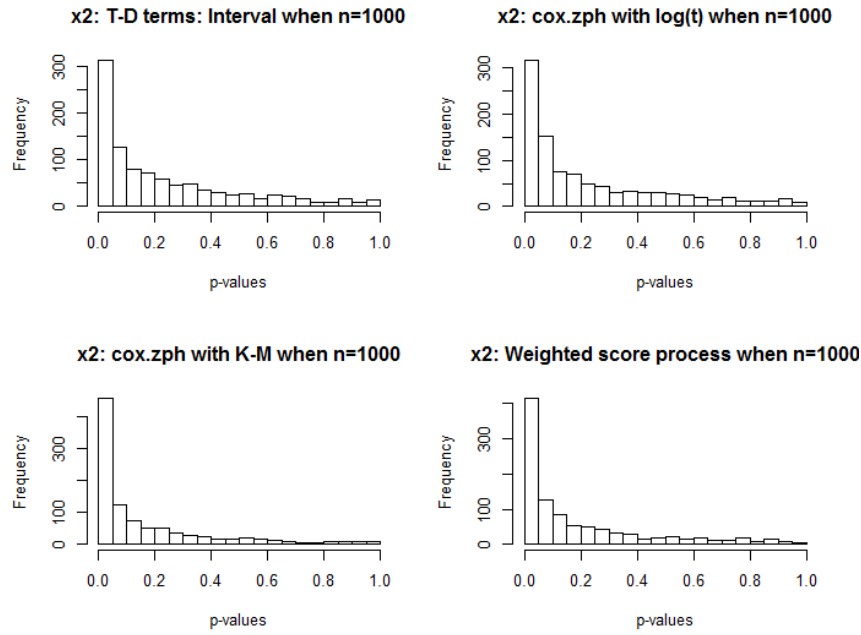 x2: T-D terms: Interval when n=1000
Frequency
300
200
100
0
0.0 0.2 0.4 0.6 0.8 1.0
p-values
x2: cox.zph with log(t) when n=1000
Frequency
300
200
100
0
0.0 0.2 0.4 0.6 0.8 1.0
p-values
x2: cox.zph with K-M when n=1000
Frequency
300
100
0
0.0 0.2 0.4 0.6 0.8 1.0
p-values
x2: Weighted score process when n=1000
Frequency
300
100
0
0.0 0.2 0.4 0.6 0.8 1.0
p-values